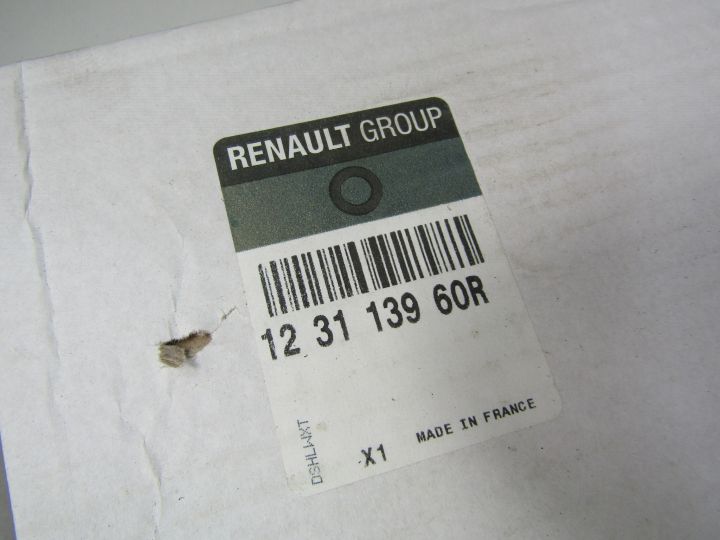 RENAULT GROUP
12 31 139 60R
DSHLWXT
X1 MADE IN FRANCE